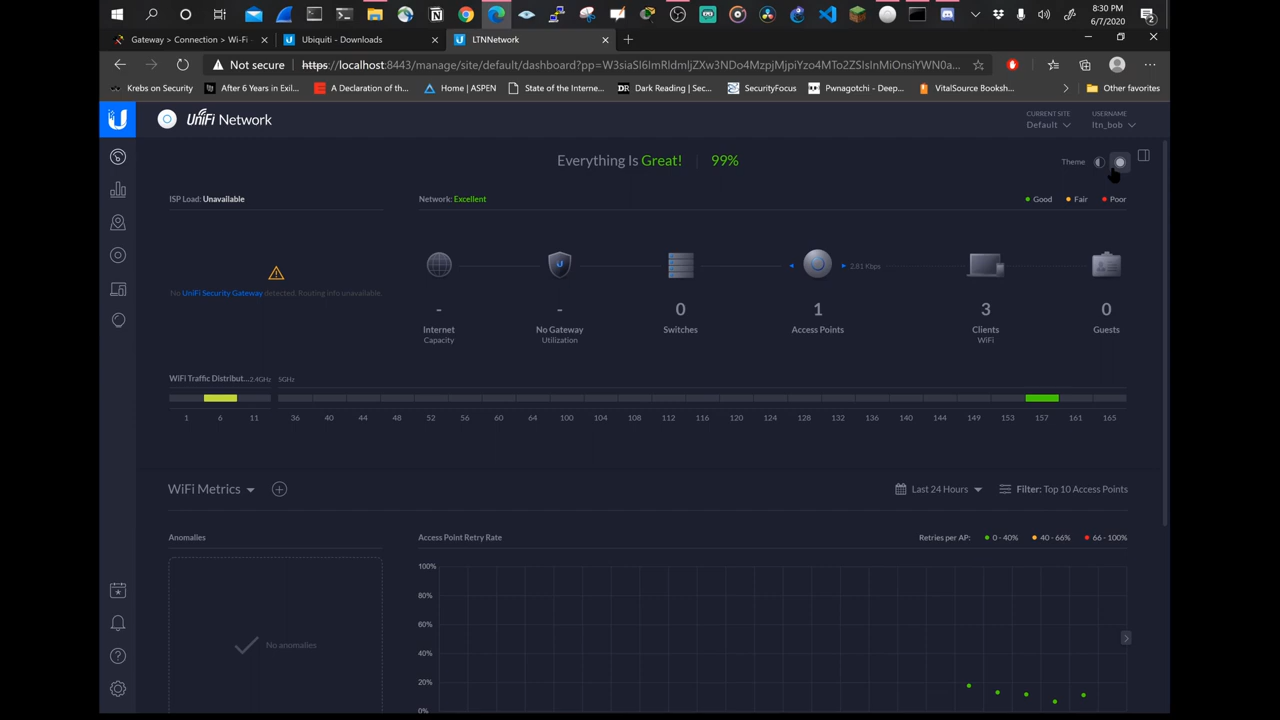 8:30 PM
6/7/2020
2
Gateway > Connection > Wi-Fi -
Ubiquiti - Downloads
LTNNetwork
Not secure
https://localhost:8443/manage/site/default/dashboard?pp=W3siaSI6ImRldmljZXw3NDo4MzpjMjpiYzo4MTo2ZSIsInMiOnsiYWN0a...
Krebs on Security
After 6 Years in Exil...
A Declaration of the...
Home | ASPEN
State of the Interne...
DR Dark Reading | Sec...
SecurityFocus
Pwnagotchi - Deep...
VitalSource Booksh...
Other favorites
UniFi Network
CURRENT SITE
Default
USERNAME
ltn_bob
Everything Is Great! 99%
Theme
ISP Load: Unavailable
Network: Excellent
Good Fair Poor
2.81 Kbps
No UniFi Security Gateway detected. Routing info unavailable.
- - 0 1 3 0
Internet No Gateway Switches Access Points Clients Guests
Capacity Utilization WiFi
WiFi Traffic Distribut... 2.4GHz 5GHz
1 6 11 36 40 44 48 52 56 60 64 100 104 108 112 116 120 124 128 132 136 140 144 149 153 157 161 165
WiFi Metrics
Last 24 Hours
Filter: Top 10 Access Points
Anomalies
Access Point Retry Rate
Retries per AP: 0 - 40% 40 - 66% 66 - 100%
100%
80%
60%
No anomalies
40%
20%
0%